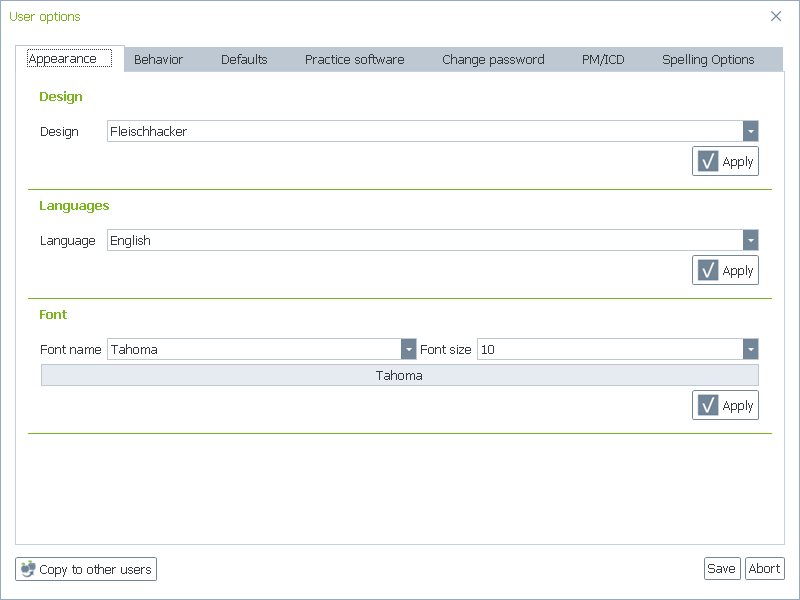 User options
Appearance Behavior Defaults Practice software Change password PM/ICD Spelling Options
Design
Design Fleischhacker
Apply
Languages
Language English
Apply
Font
Font name Tahoma Font size 10
Tahoma
Apply
Copy to other users Save Abort